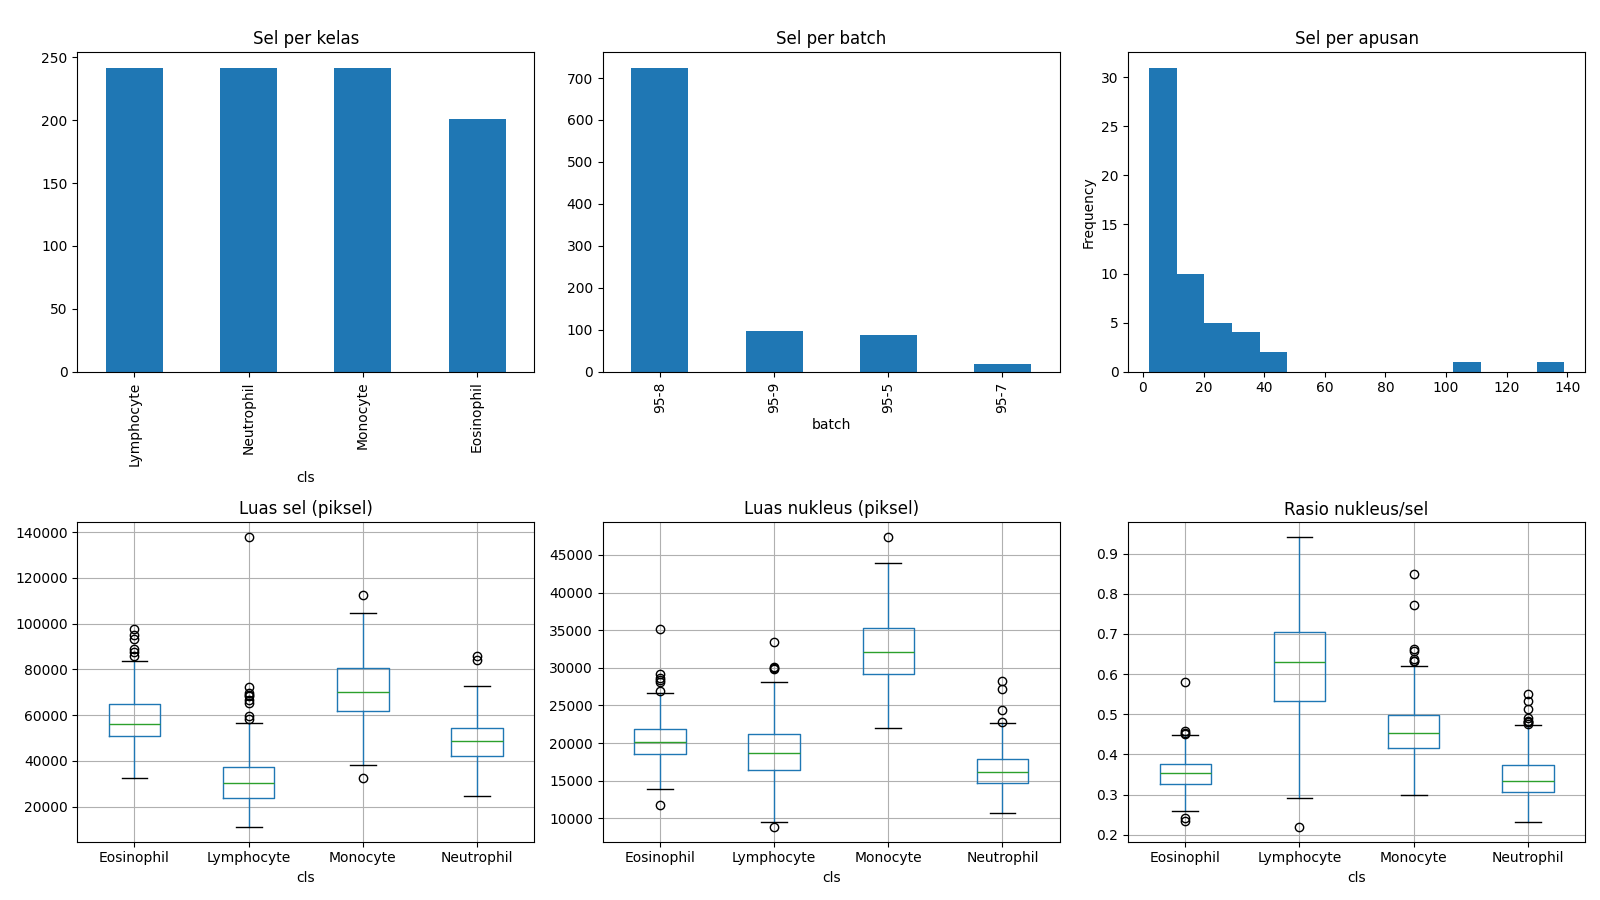 Sel per kelas
250
200
150
100
50
0
Lymphocyte
Neutrophil
Monocyte
Eosinophil
cls
Sel per batch
700
600
500
400
300
200
100
0
95-8
95-9
95-5
95-7
batch
Sel per apusan
Frequency
30
25
20
15
10
5
0
0 20 40 60 80 100 120 140
Luas sel (piksel)
140000
120000
100000
80000
60000
40000
20000
Eosinophil Lymphocyte Monocyte Neutrophil
cls
Luas nukleus (piksel)
45000
40000
35000
30000
25000
20000
15000
10000
Eosinophil Lymphocyte Monocyte Neutrophil
cls
Rasio nukleus/sel
0.9
0.8
0.7
0.6
0.5
0.4
0.3
0.2
Eosinophil Lymphocyte Monocyte Neutrophil
cls